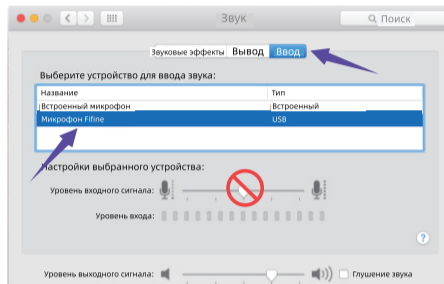 Звук
Поиск
Звуковые эффекты Вывод Ввод
Выберите устройство для ввода звука:
Название Тип
Встроенный микрофон Встроенный
Микрофон Fifine USB
Настройки выбранного устройства:
Уровень входного сигнала:
Уровень входа:
?
Уровень выходного сигнала: Глушение звука